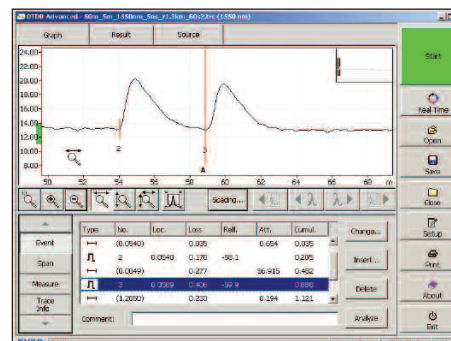 OTDR Advanced - 60m_5m_1550nm_5ns_r1.3km_60s2.trc (1550 nm)
Graph Result Source
Start
24.00
22.00
20.00
18.00
16.00
14.00
12.00
10.00
8.00
2 3
A
50 52 54 56 58 60 62 64 66 68 m
Real Time
Open
Save
Close
Setup
Print
About
Exit
Spacing...
Event
Span
Measure
Trace
Info
Type No. Loc. Loss Refl. Att. Cumul.
(0.0540) 0.035 0.654 0.035
2 0.0540 0.170 -58.1 0.205
(0.0049) 0.277 56.915 0.482
3 0.0589 0.406 -59.9 0.888
(1.2050) 0.233 0.194 1.121
Change...
Insert...
Delete
Analyze
Comment: